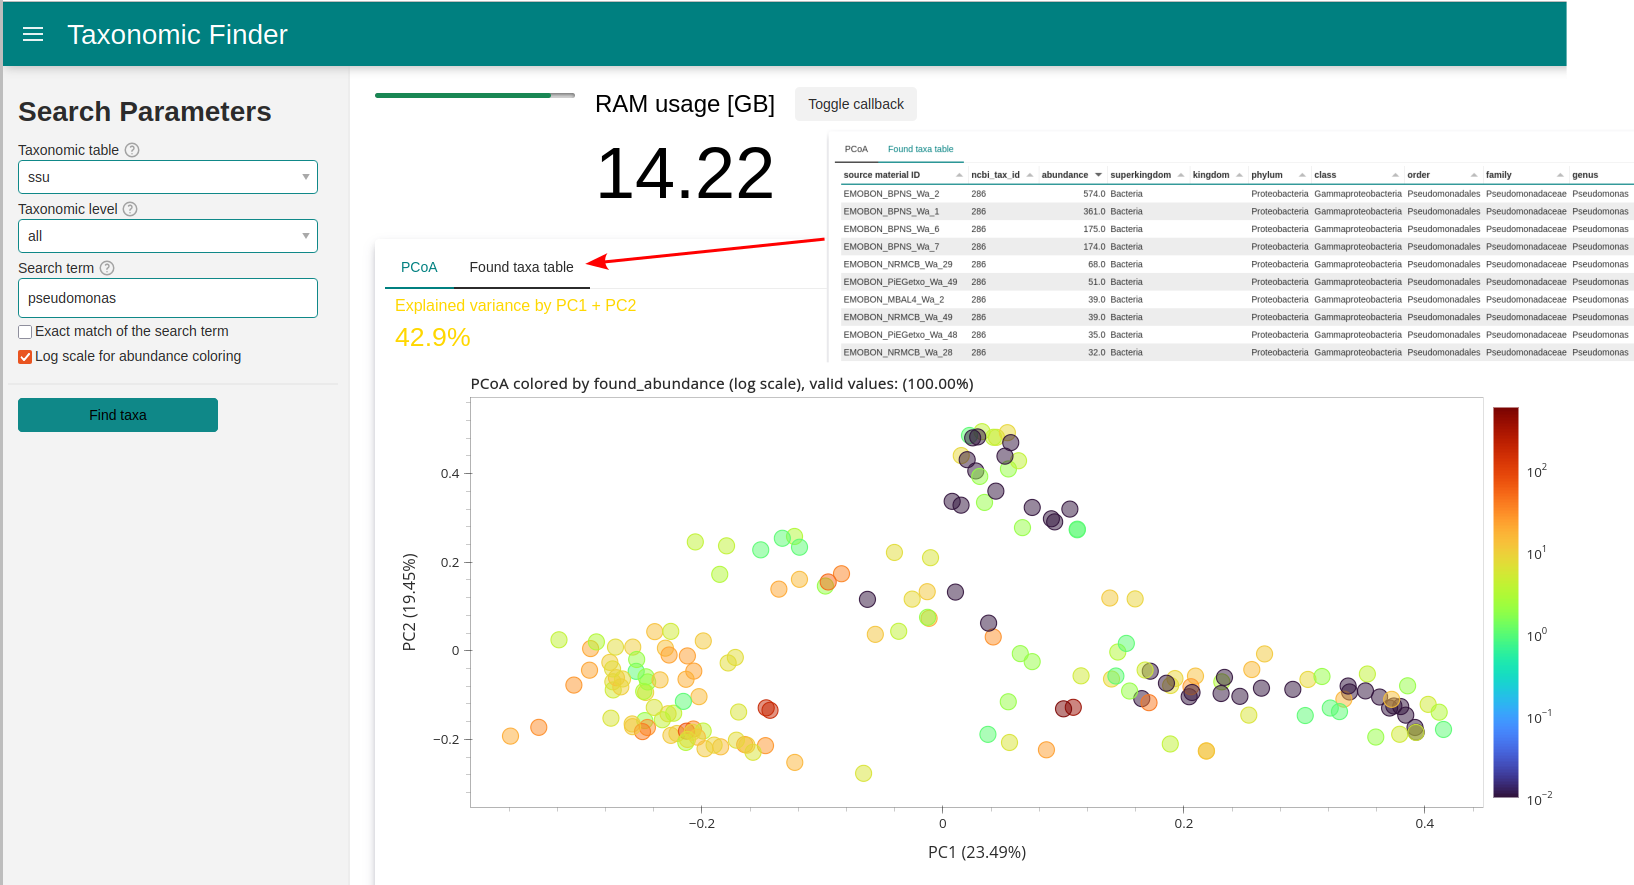 Taxonomic Finder
Search Parameters
Taxonomic table ?
ssu
Taxonomic level ?
all
Search term ?
pseudomonas
Exact match of the search term
Log scale for abundance coloring
Find taxa
RAM usage [GB]
Toggle callback
14.22
PCoA Found taxa table
source material ID ncbi_tax_id abundance superkingdom kingdom phylum class order family genus
EMOBON_BPNS_Wa_2 286 574.0 Bacteria Proteobacteria Gammaproteobacteria Pseudomonadales Pseudomonadaceae Pseudomonas
EMOBON_BPNS_Wa_1 286 361.0 Bacteria Proteobacteria Gammaproteobacteria Pseudomonadales Pseudomonadaceae Pseudomonas
EMOBON_BPNS_Wa_6 286 175.0 Bacteria Proteobacteria Gammaproteobacteria Pseudomonadales Pseudomonadaceae Pseudomonas
EMOBON_BPNS_Wa_7 286 174.0 Bacteria Proteobacteria Gammaproteobacteria Pseudomonadales Pseudomonadaceae Pseudomonas
EMOBON_NRMCB_Wa_29 286 68.0 Bacteria Proteobacteria Gammaproteobacteria Pseudomonadales Pseudomonadaceae Pseudomonas
EMOBON_PiEGetxo_Wa_49 286 51.0 Bacteria Proteobacteria Gammaproteobacteria Pseudomonadales Pseudomonadaceae Pseudomonas
EMOBON_MBAL4_Wa_2 286 39.0 Bacteria Proteobacteria Gammaproteobacteria Pseudomonadales Pseudomonadaceae Pseudomonas
EMOBON_NRMCB_Wa_49 286 39.0 Bacteria Proteobacteria Gammaproteobacteria Pseudomonadales Pseudomonadaceae Pseudomonas
EMOBON_PiEGetxo_Wa_48 286 35.0 Bacteria Proteobacteria Gammaproteobacteria Pseudomonadales Pseudomonadaceae Pseudomonas
EMOBON_NRMCB_Wa_28 286 32.0 Bacteria Proteobacteria Gammaproteobacteria Pseudomonadales Pseudomonadaceae Pseudomonas
PCoA Found taxa table
Explained variance by PC1 + PC2
42.9%
PCoA colored by found_abundance (log scale), valid values: (100.00%)
PC2 (19.45%)
0.4
0.2
0
−0.2
−0.2 0 0.2 0.4
PC1 (23.49%)
10²
10¹
10⁰
10⁻¹
10⁻²